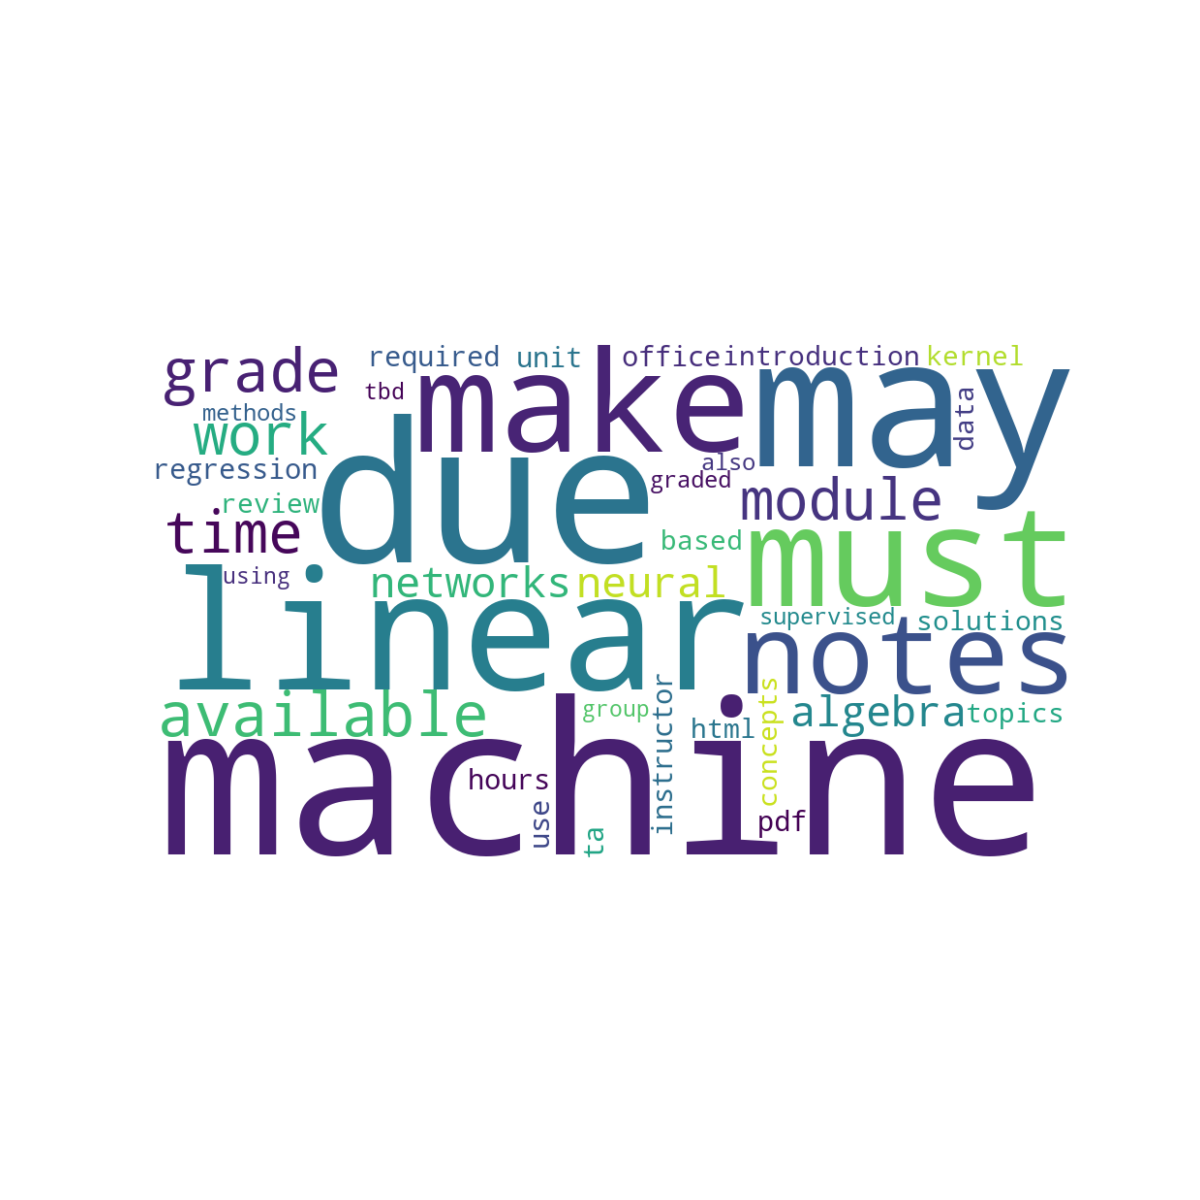 grade
required
unit
office
introduction
kernel
make
may
tbd
methods
work
data
due
regression
also
graded
module
review
time
based
must
using
networks
neural
linear
supervised
solutions
notes
available
group
instructor
html
concepts
algebra
topics
machine
hours
use
ta
pdf